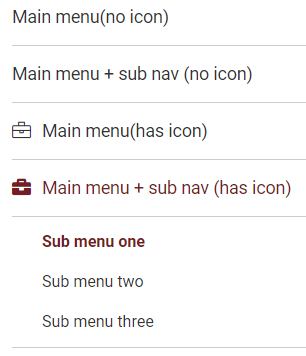 Main menu(no icon)
Main menu + sub nav (no icon)
Main menu(has icon)
Main menu + sub nav (has icon)
Sub menu one
Sub menu two
Sub menu three